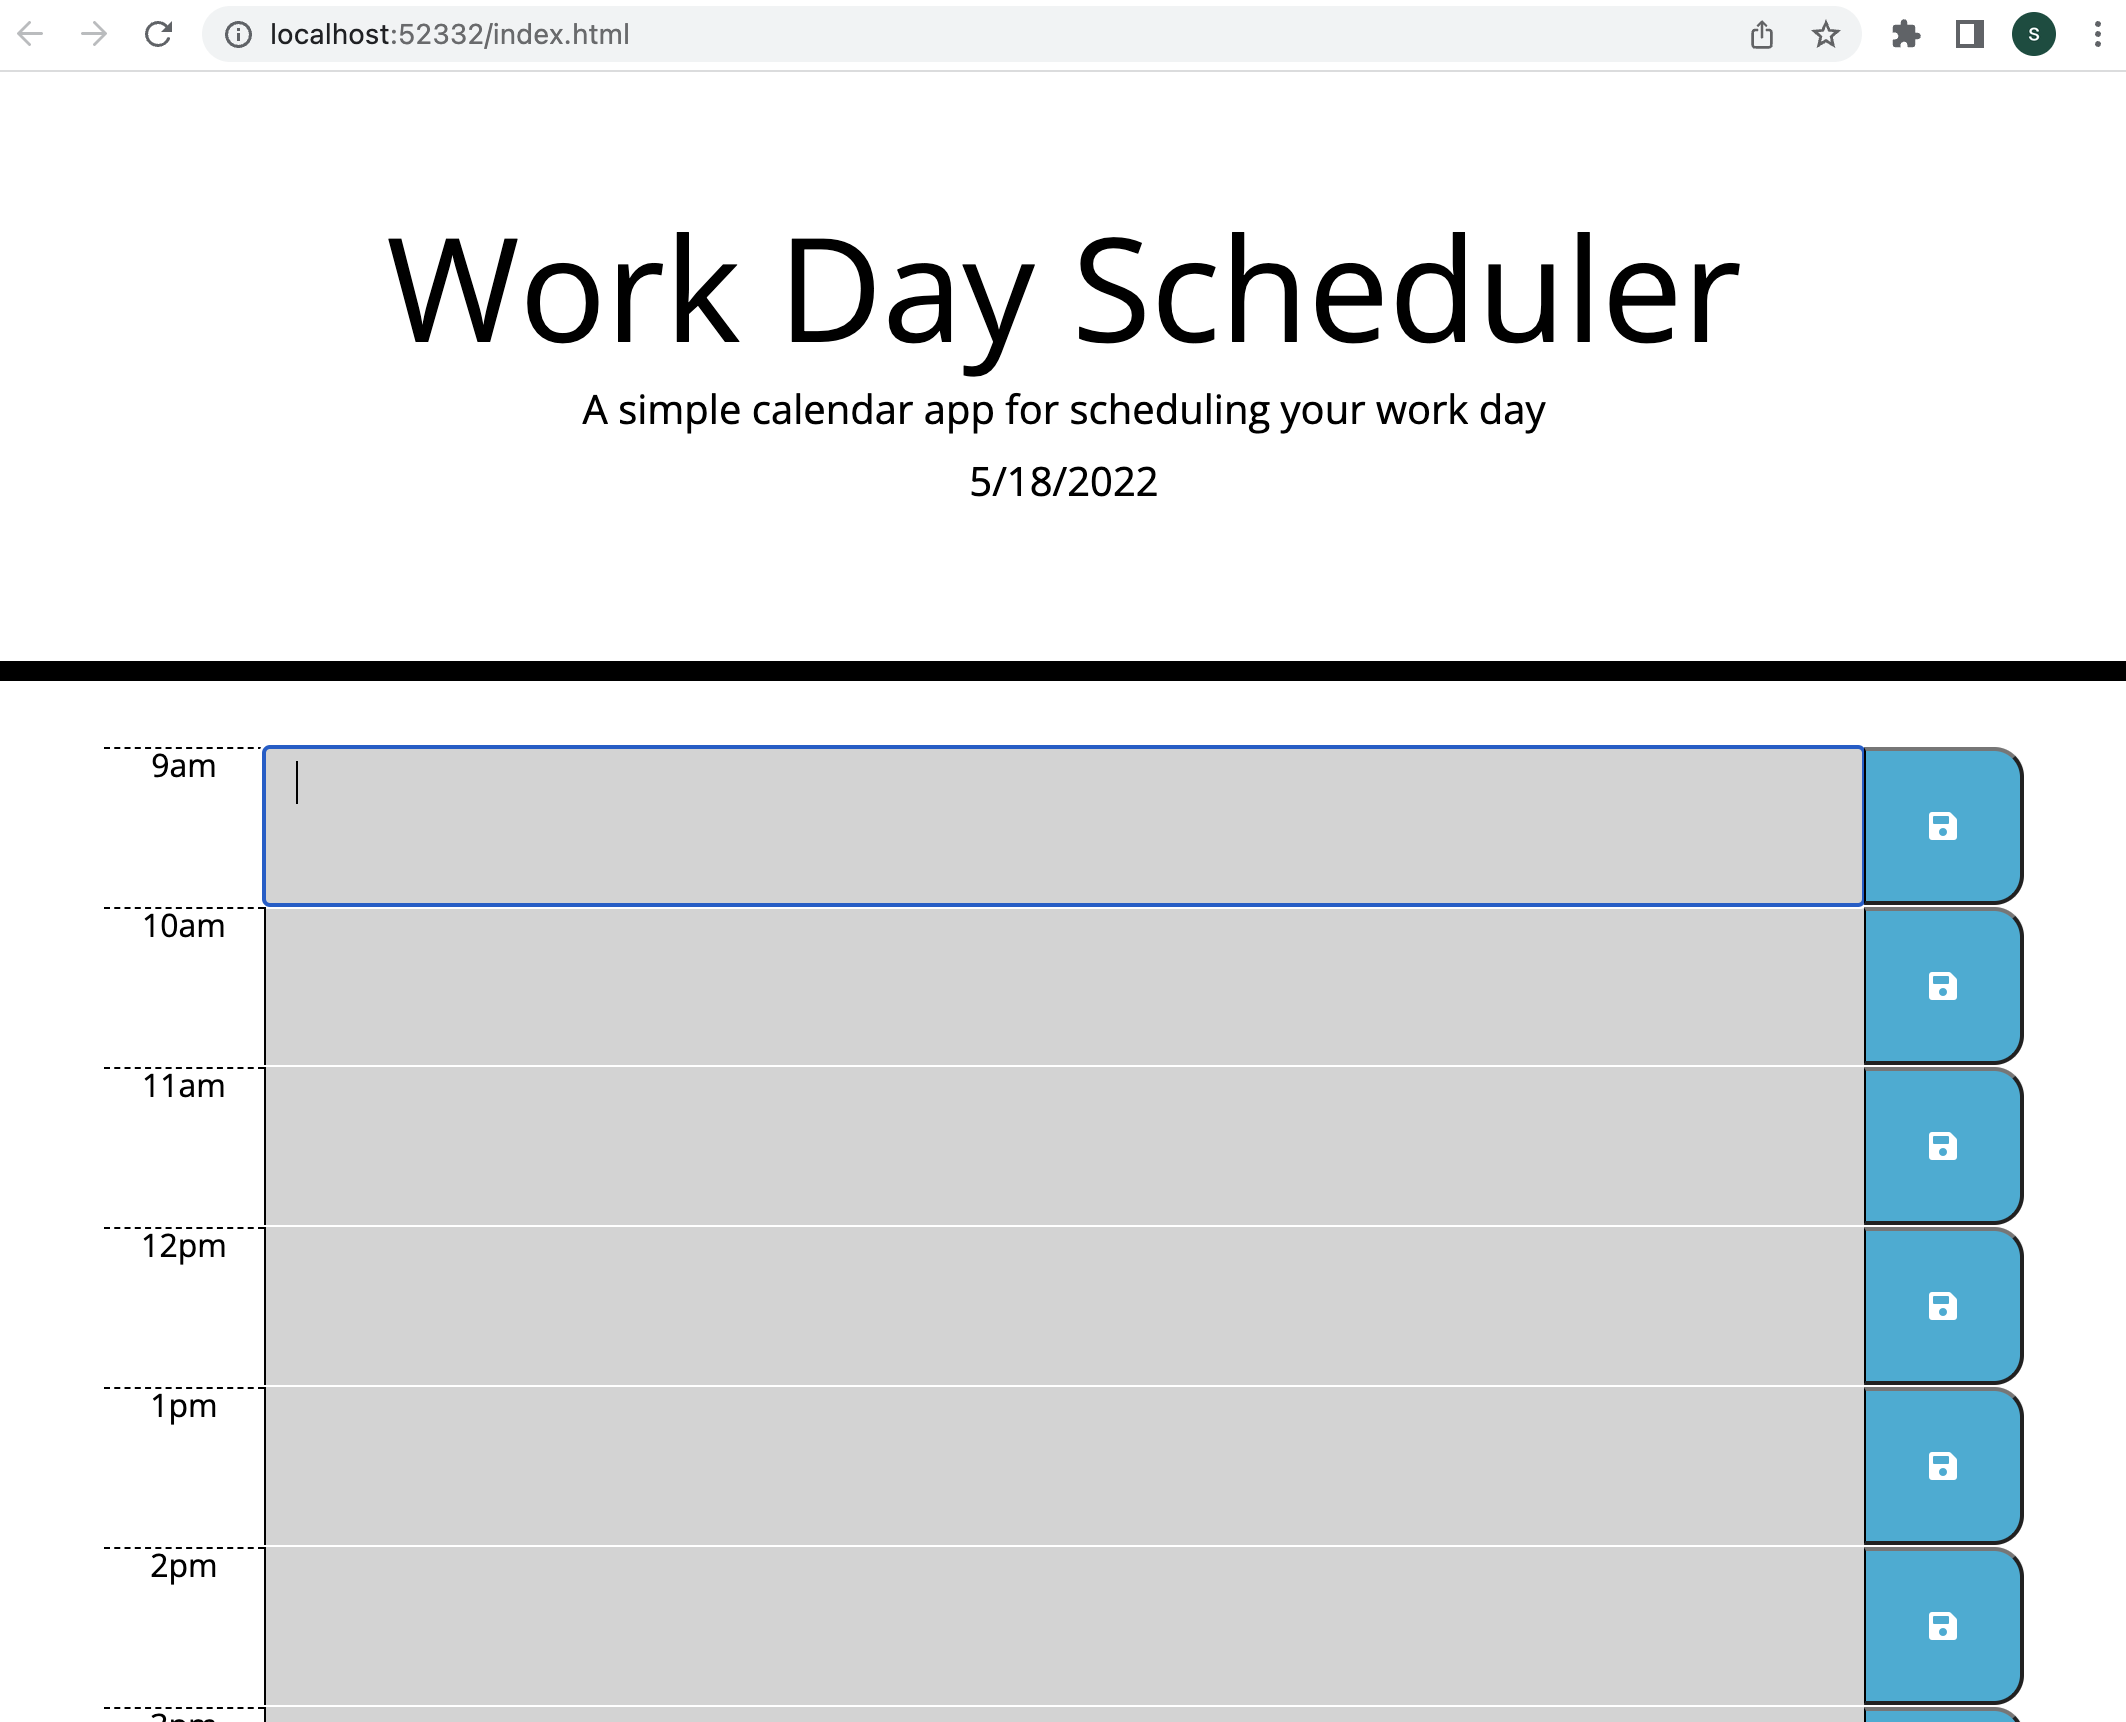 localhost:52332/index.html
S
Work Day Scheduler
A simple calendar app for scheduling your work day
5/18/2022
9am
10am
11am
12pm
1pm
2pm
3pm